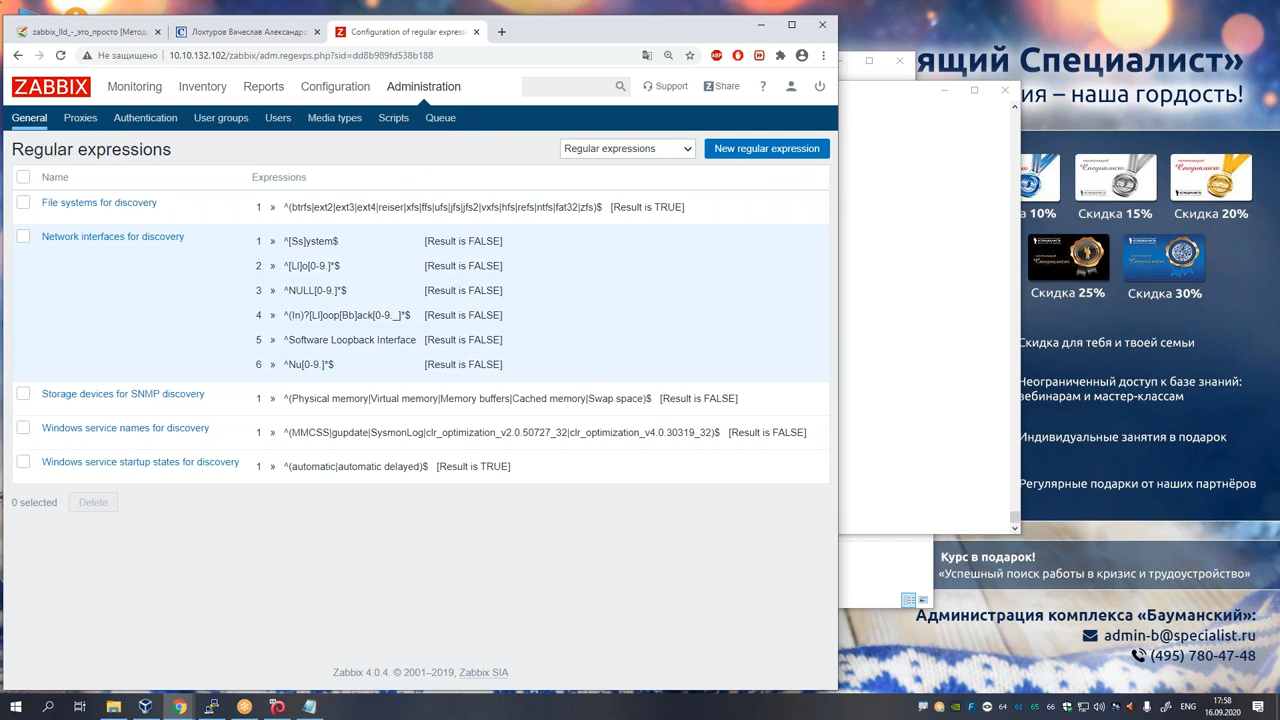 zabbix_lld_-_это_просто [Метод
Лохтуров Вячеслав Александро
Configuration of regular express
Не защищено
10.10.132.102/zabbix/adm.regexps.php?sid=dd8b989fd538b188
ABP
ZABBIX
Monitoring
Inventory
Reports
Configuration
Administration
Support
Share
?
General
Proxies
Authentication
User groups
Users
Media types
Scripts
Queue
Regular expressions
Regular expressions
New regular expression
Name
Expressions
File systems for discovery
1 » ^(btrfs|ext2|ext3|ext4|reiser|xfs|ffs|ufs|jfs|jfs2|vxfs|hfs|refs|ntfs|fat32|zfs)$ [Result is TRUE]
Network interfaces for discovery
1 » ^[Ss]ystem$ [Result is FALSE]
2 » ^[Ll]o[0-9.]*$ [Result is FALSE]
3 » ^NULL[0-9.]*$ [Result is FALSE]
4 » ^(In)?[Ll]oop[Bb]ack[0-9._]*$ [Result is FALSE]
5 » ^Software Loopback Interface [Result is FALSE]
6 » ^Nu[0-9.]*$ [Result is FALSE]
Storage devices for SNMP discovery
1 » ^(Physical memory|Virtual memory|Memory buffers|Cached memory|Swap space)$ [Result is FALSE]
Windows service names for discovery
1 » ^(MMCSS|gupdate|SysmonLog|clr_optimization_v2.0.50727_32|clr_optimization_v4.0.30319_32)$ [Result is FALSE]
Windows service startup states for discovery
1 » ^(automatic|automatic delayed)$ [Result is TRUE]
0 selected
Delete
Zabbix 4.0.4. © 2001–2019, Zabbix SIA
ящий Специалист»
ия – наша гордость!
10%
Скидка 15%
Скидка 20%
Скидка 25%
Скидка 30%
Скидка для тебя и твоей семьи
Неограниченный доступ к базе знаний:
вебинарам и мастер-классам
Индивидуальные занятия в подарок
Регулярные подарки от наших партнёров
Курс в подарок!
«Успешный поиск работы в кризис и трудоустройство»
Администрация комплекса «Бауманский»:
admin-b@specialist.ru
(495) 780-47-48
64
61
65
66
ENG
17:58
16.09.2020